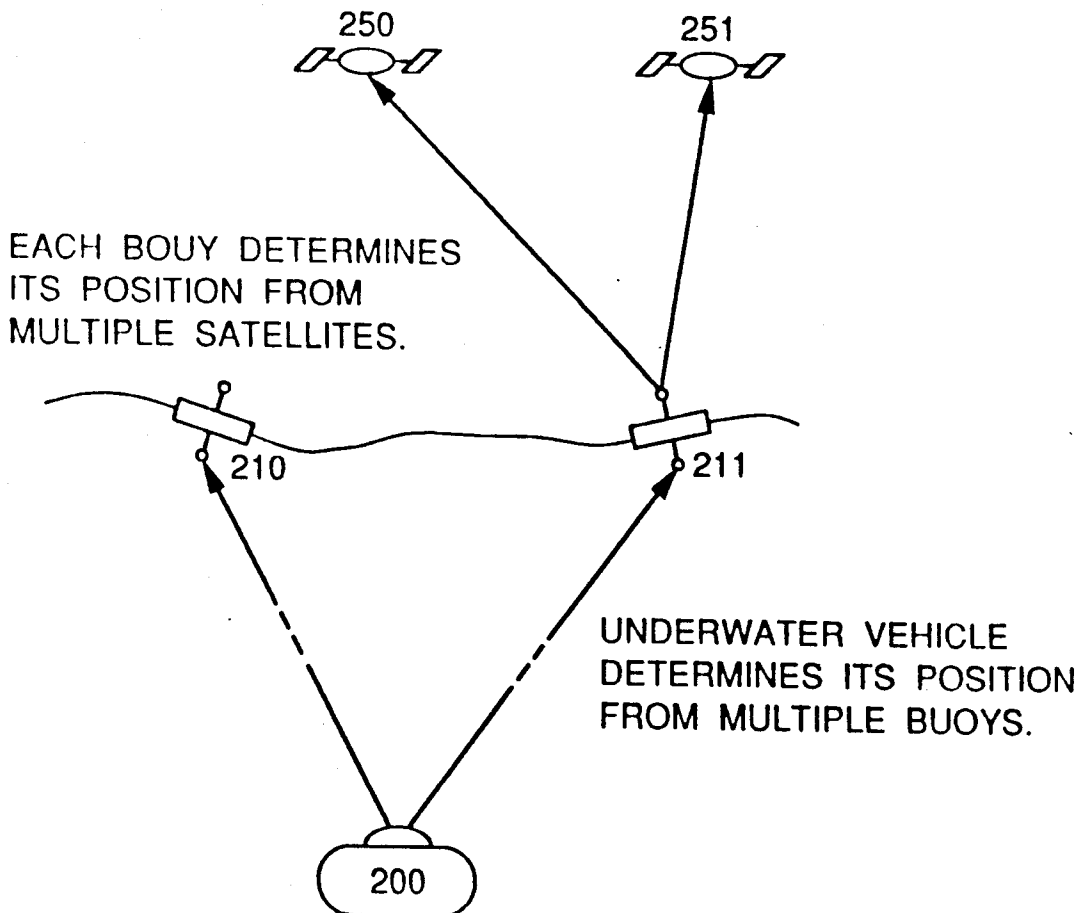 250
251
EACH BOUY DETERMINES
ITS POSITION FROM
MULTIPLE SATELLITES.
210
211
UNDERWATER VEHICLE
DETERMINES ITS POSITION
FROM MULTIPLE BUOYS.
200